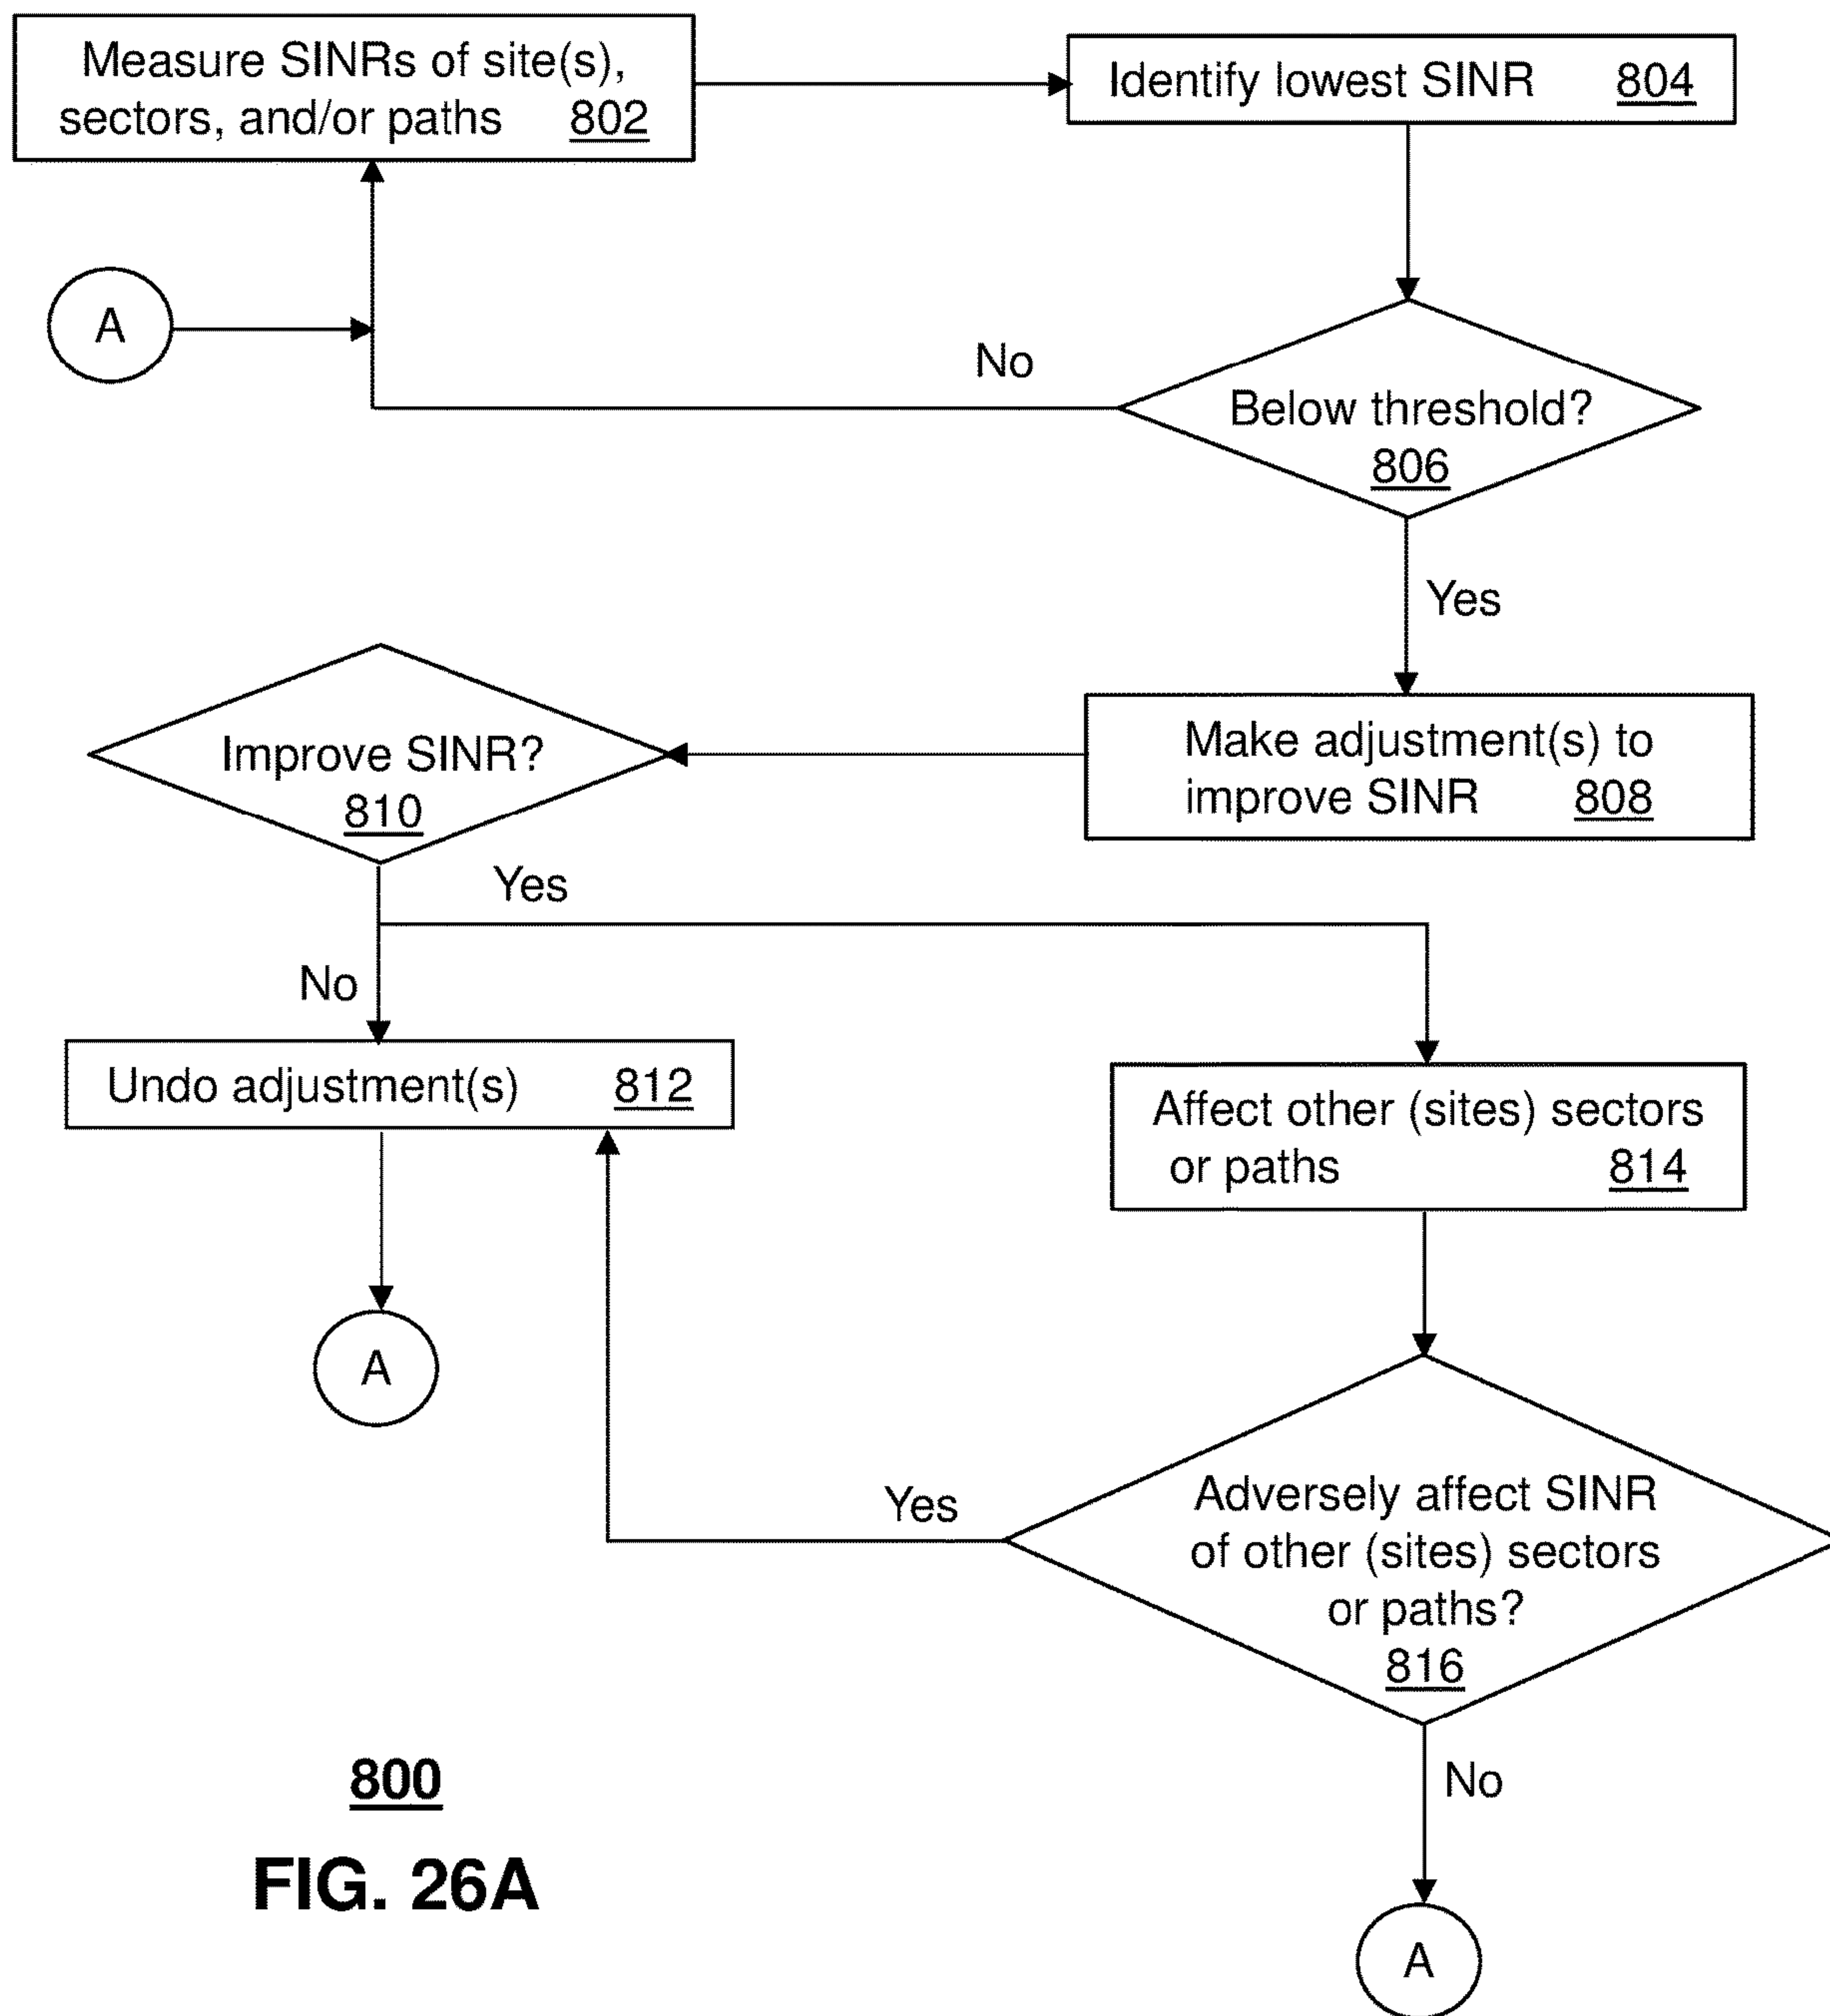 Measure SINRs of site(s),
sectors, and/or paths 802
Identify lowest SINR 804
A
No
Below threshold?
806
Yes
Improve SINR?
810
Make adjustment(s) to
improve SINR 808
Yes
No
Undo adjustment(s) 812
Affect other (sites) sectors
or paths 814
A
Yes
Adversely affect SINR
of other (sites) sectors
or paths?
816
No
800
FIG. 26A
A